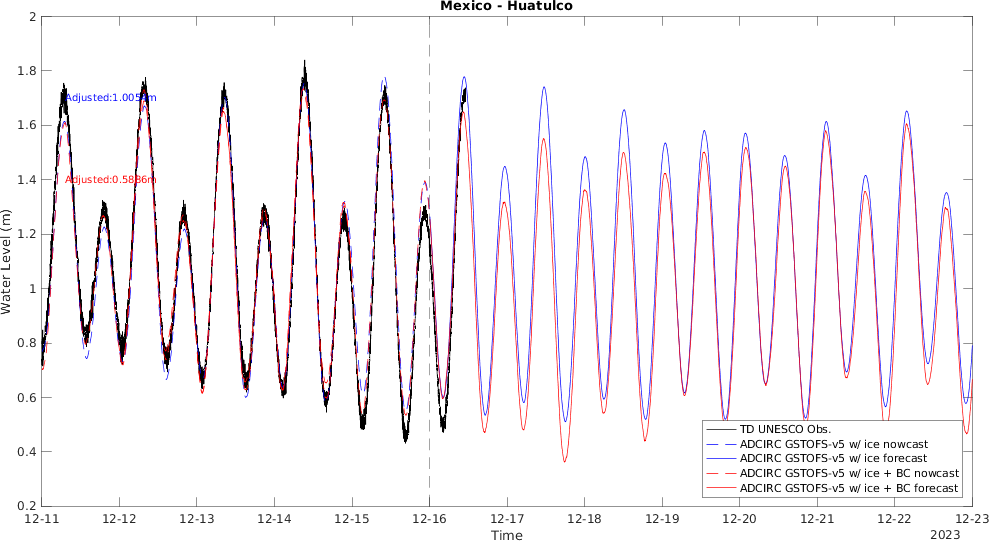 Mexico - Huatulco
2
1.8
1.6
1.4
1.2
1
0.8
0.6
0.4
0.2
Water Level (m)
Adjusted:
Adjusted:
12-11 12-12 12-13 12-14 12-15 12-16 12-17 12-18 12-19 12-20 12-21 12-22 12-23
Time
2023
TD UNESCO Obs.
ADCIRC GSTOFS-v5 w/ ice nowcast
ADCIRC GSTOFS-v5 w/ ice forecast
ADCIRC GSTOFS-v5 w/ ice + BC nowcast
ADCIRC GSTOFS-v5 w/ ice + BC forecast